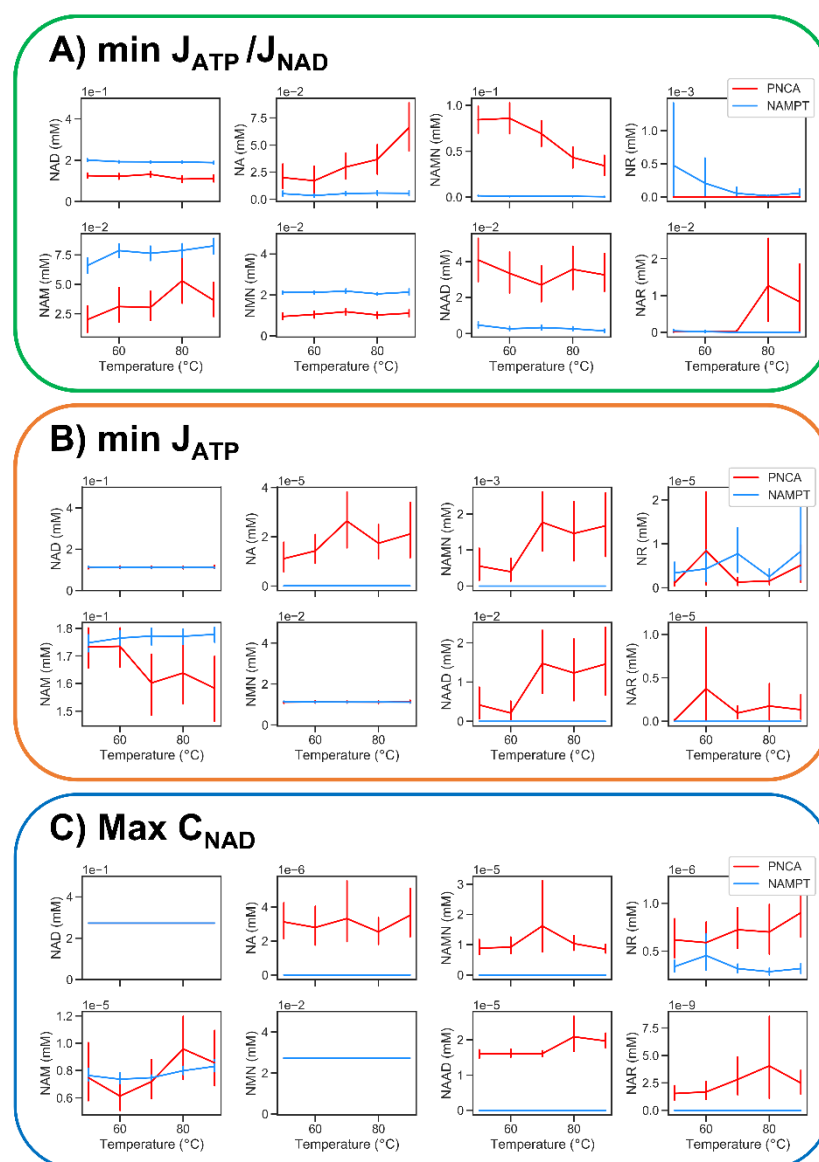 A) min J_ATP / J_NAD
1e−1 1e−2 1e−1 1e−3
PNCA
NAMPT
NAD (mM) 0 2 4
NA (mM) 0.0 2.5 5.0 7.5
NAMN (mM) 0.0 0.5 1.0
NR (mM) 0.0 0.5 1.0
1e−2 1e−2 1e−2 1e−2
NAM (mM) 2.5 5.0 7.5
NMN (mM) 0 2 4
NAAD (mM) 0 2 4
NAR (mM) 0 1 2
60 80 60 80 60 80 60 80
Temperature (°C) Temperature (°C) Temperature (°C) Temperature (°C)
B) min J_ATP
1e−1 1e−5 1e−3 1e−5
PNCA
NAMPT
NAD (mM) 0 2 4
NA (mM) 0 2 4
NAMN (mM) 0 1 2
NR (mM) 0 1 2
1e−1 1e−2 1e−2 1e−5
NAM (mM) 1.5 1.6 1.7 1.8
NMN (mM) 0 2 4
NAAD (mM) 0 1 2
NAR (mM) 0.0 0.5 1.0
60 80 60 80 60 80 60 80
Temperature (°C) Temperature (°C) Temperature (°C) Temperature (°C)
C) Max C_NAD
1e−1 1e−6 1e−5 1e−6
PNCA
NAMPT
NAD (mM) 0 2 4
NA (mM) 0 2 4
NAMN (mM) 0 1 2 3
NR (mM) 0.5 1.0
1e−5 1e−2 1e−5 1e−9
NAM (mM) 0.6 0.8 1.0 1.2
NMN (mM) 0 2 4
NAAD (mM) 0 1 2
NAR (mM) 0.0 2.5 5.0 7.5
60 80 60 80 60 80 60 80
Temperature (°C) Temperature (°C) Temperature (°C) Temperature (°C)